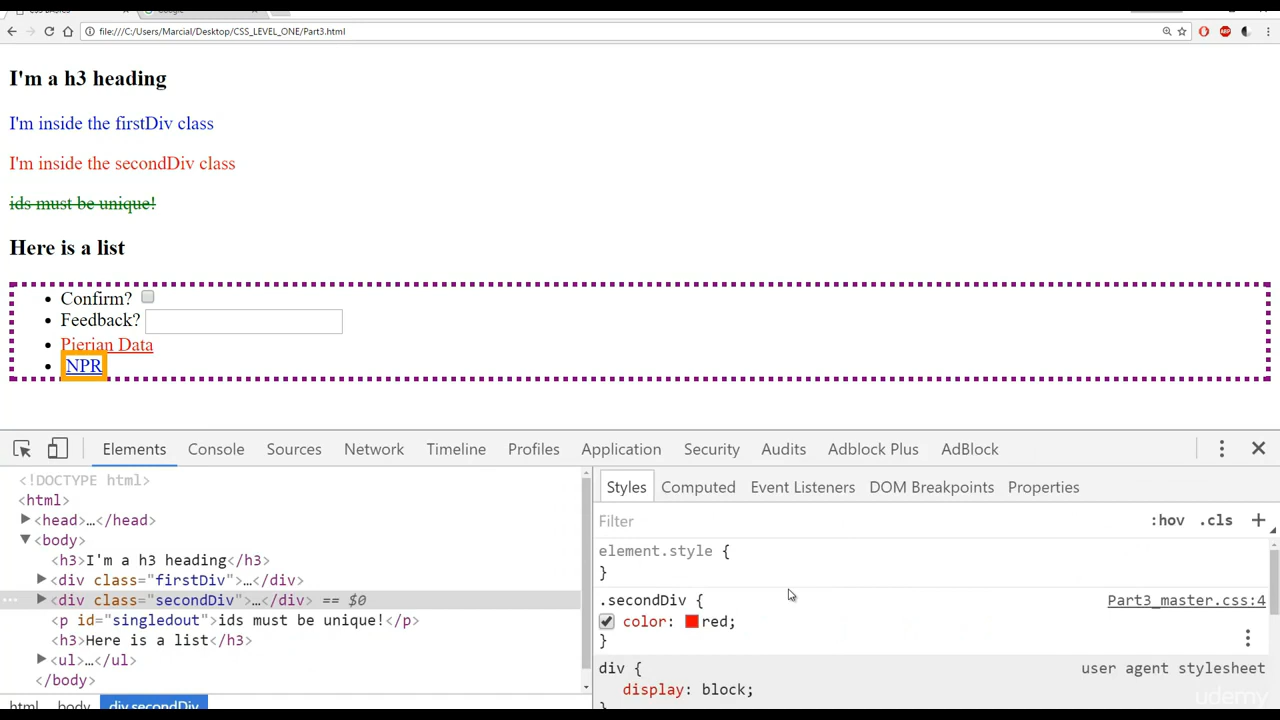 CSS BASICS Google
file:///C:/Users/Marcial/Desktop/CSS_LEVEL_ONE/Part3.html
ABP
I'm a h3 heading
I'm inside the firstDiv class
I'm inside the secondDiv class
ids must be unique!
Here is a list
• Confirm?
• Feedback?
• Pierian Data
• NPR
Elements Console Sources Network Timeline Profiles Application Security Audits Adblock Plus AdBlock
<!DOCTYPE html>
<html>
<head>…</head>
<body>
<h3>I'm a h3 heading</h3>
<div class="firstDiv">…</div>
<div class="secondDiv">…</div> == $0
<p id="singledout">ids must be unique!</p>
<h3>Here is a list</h3>
<ul>…</ul>
</body>
html body div.secondDiv
Styles Computed Event Listeners DOM Breakpoints Properties
Filter :hov .cls +
element.style {
}
.secondDiv { Part3_master.css:4
color: red;
}
div { user agent stylesheet
display: block;
}
udemy